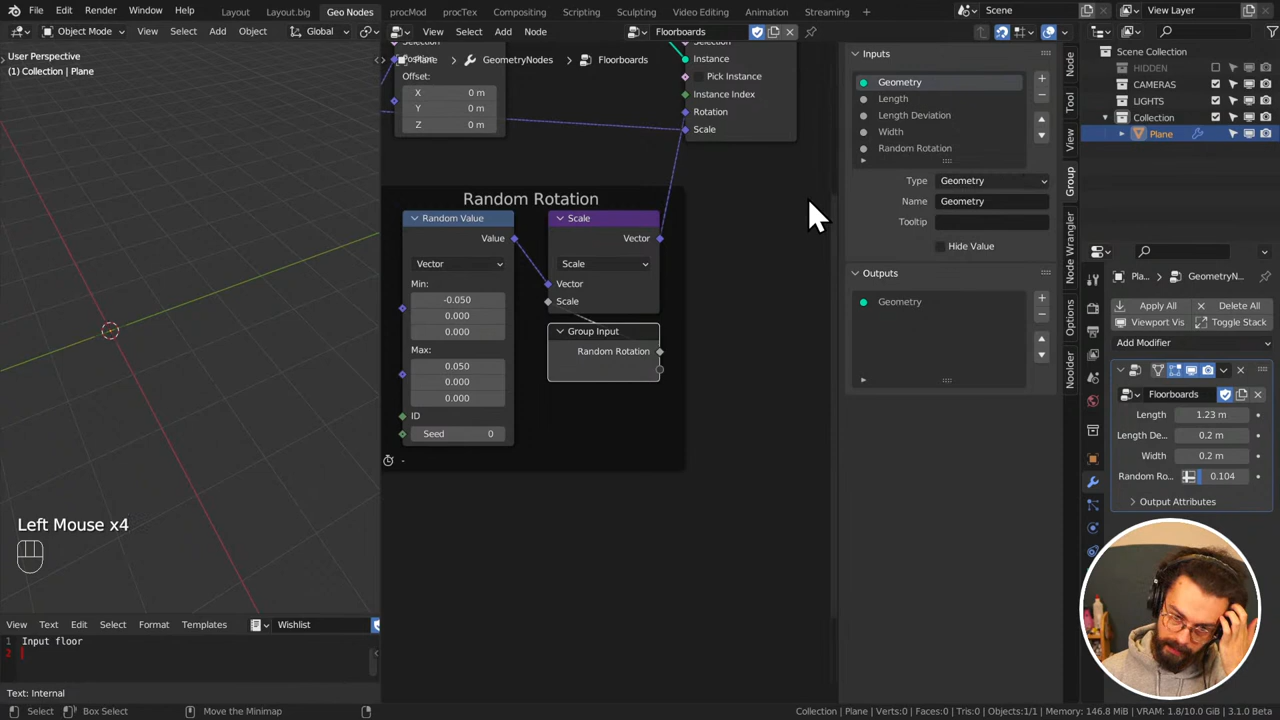 File Edit Render Window Help Layout Layout.big Geo Nodes procMod procTex Compositing Scripting Sculpting Video Editing Animation Streaming Scene View Layer
Object Mode View Select Add Object Global View Select Add Node Floorboards
User Perspective
(1) Collection | Plane
Plane GeometryNodes Floorboards
Selection
Position
Offset:
X 0 m
Y 0 m
Z 0 m
Selection
Instance
Pick Instance
Instance Index
Rotation
Scale
Random Rotation
Random Value
Value
Vector
Min:
-0.050
0.000
0.000
Max:
0.050
0.000
0.000
ID
Seed 0
Scale
Vector
Scale
Vector
Scale
Group Input
Random Rotation
Inputs
Geometry
Length
Length Deviation
Width
Random Rotation
Type Geometry
Name Geometry
Tooltip
Hide Value
Outputs
Geometry
Node
Tool
View
Group
Node Wrangler
Options
Noolder
Scene Collection
HIDDEN
CAMERAS
LIGHTS
Collection
Plane
Pla... GeometryN...
Apply All Delete All
Viewport Vis Toggle Stack
Add Modifier
Floorboards
Length 1.23 m
Length De... 0.2 m
Width 0.2 m
Random Ro... 0.104
Output Attributes
Left Mouse x4
View Text Edit Select Format Templates Wishlist
1 Input floor
2
Text: Internal
Select Box Select Move the Minimap Collection | Plane | Verts:0 | Faces:0 | Tris:0 | Objects:1/1 | Memory: 146.8 MiB | VRAM: 1.8/10.0 GiB | 3.1.0 Beta